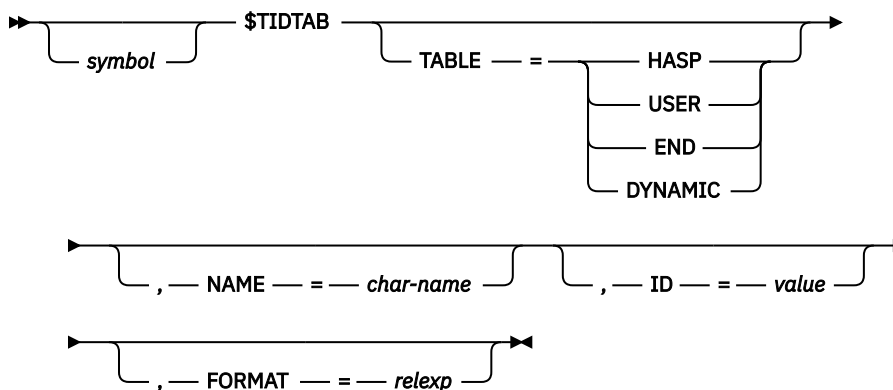 symbol $TIDTAB TABLE = HASP
USER
END
DYNAMIC
, NAME = char-name , ID = value
, FORMAT = relexp